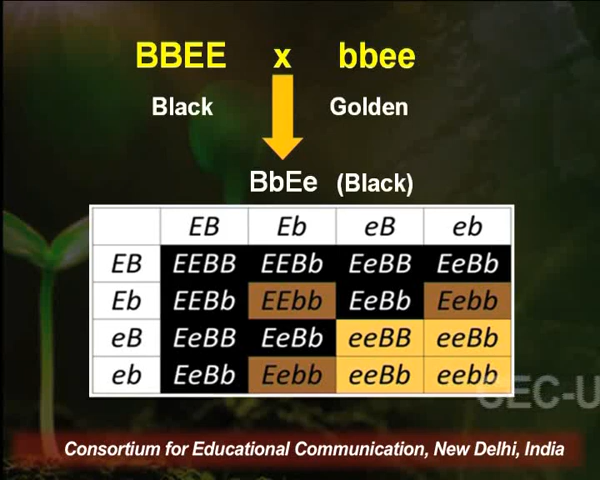 BBEE x bbee
Black Golden
BbEe (Black)
EB Eb eB eb
EB EEBB EEBb EeBB EeBb
Eb EEBb EEbb EeBb Eebb
eB EeBB EeBb eeBB eeBb
eb EeBb Eebb eeBb eebb
CEC-U
Consortium for Educational Communication, New Delhi, India